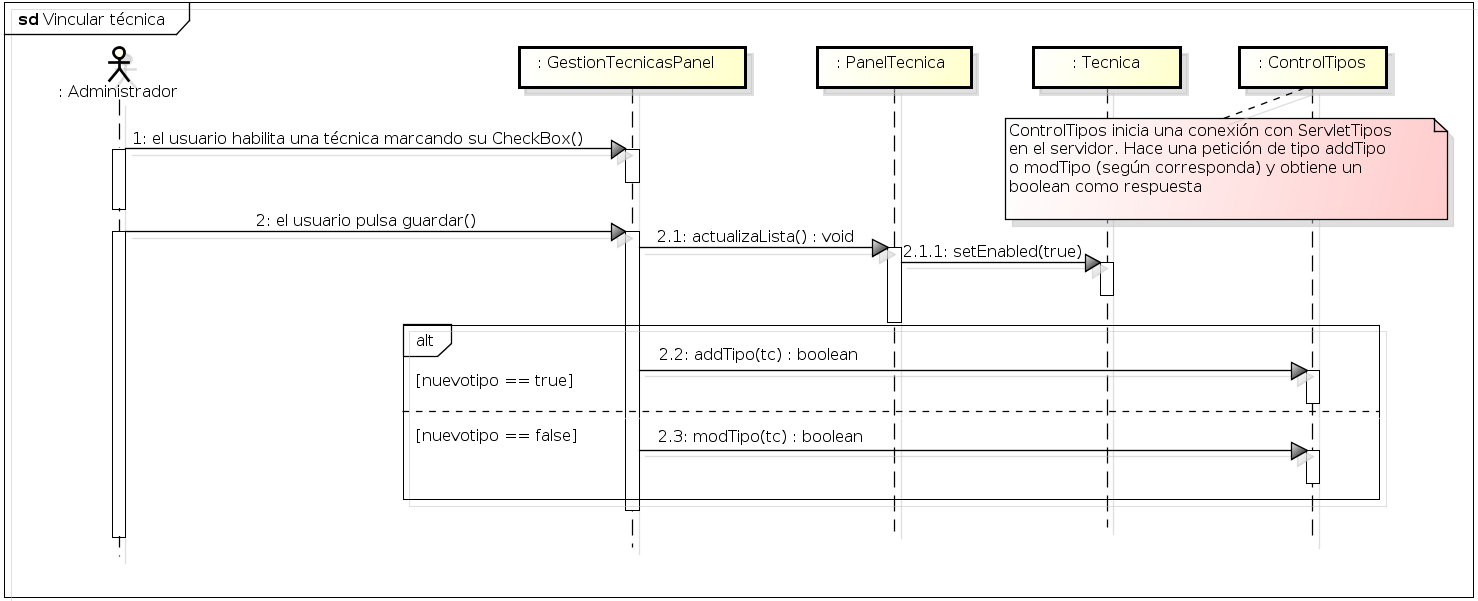 sd Vincular técnica
: Administrador
: GestionTecnicasPanel
: PanelTecnica
: Tecnica
: ControlTipos
ControlTipos inicia una conexión con ServletTipos
en el servidor. Hace una petición de tipo addTipo
o modTipo (según corresponda) y obtiene un
boolean como respuesta
1: el usuario habilita una técnica marcando su CheckBox()
2: el usuario pulsa guardar()
2.1: actualizaLista() : void
2.1.1: setEnabled(true)
alt
2.2: addTipo(tc) : boolean
[nuevotipo == true]
[nuevotipo == false]
2.3: modTipo(tc) : boolean